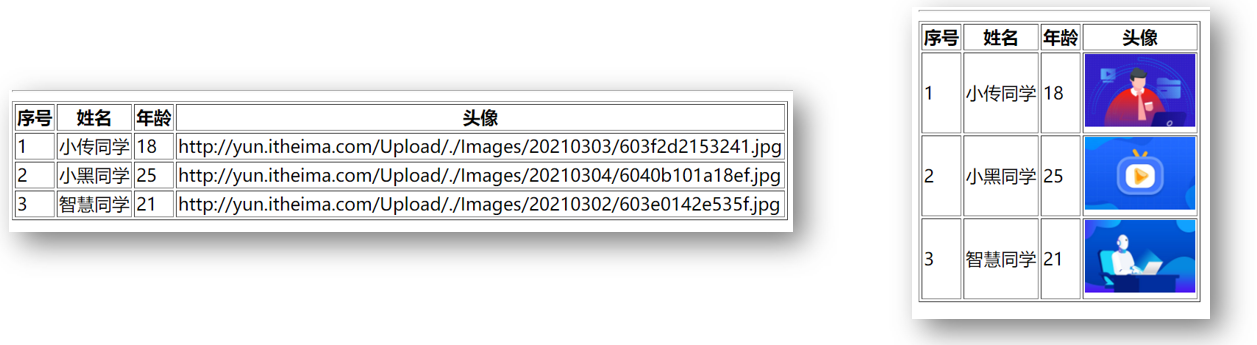 序号 姓名 年龄 头像
1 小传同学 18 http://yun.itheima.com/Upload/./Images/20210303/603f2d2153241.jpg
2 小黑同学 25 http://yun.itheima.com/Upload/./Images/20210304/6040b101a18ef.jpg
3 智慧同学 21 http://yun.itheima.com/Upload/./Images/20210302/603e0142e535f.jpg
序号 姓名 年龄 头像
1 小传同学 18
2 小黑同学 25
3 智慧同学 21